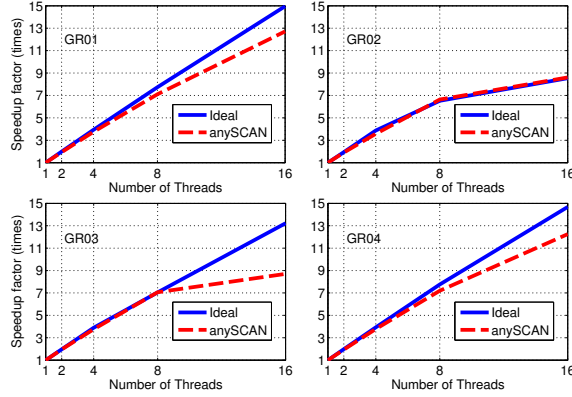 15
13
11
9
7
5
3
1
Speedup factor (times)
GR01
Ideal
anySCAN
1 2 4 8 16
Number of Threads
15
13
11
9
7
5
3
1
GR02
Ideal
anySCAN
1 2 4 8 16
Number of Threads
15
13
11
9
7
5
3
1
Speedup factor (times)
GR03
Ideal
anySCAN
1 2 4 8 16
Number of Threads
15
13
11
9
7
5
3
1
GR04
Ideal
anySCAN
1 2 4 8 16
Number of Threads